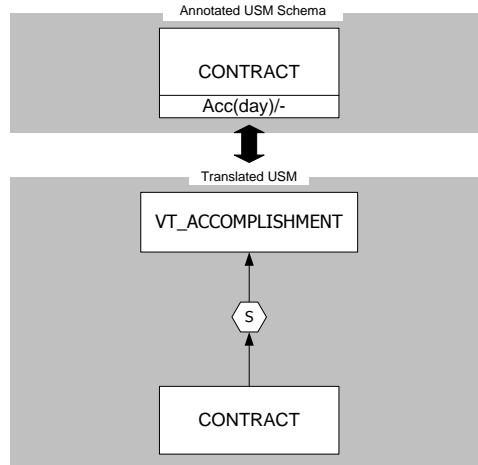 Annotated USM Schema
CONTRACT
Acc(day)/-
Translated USM
VT_ACCOMPLISHMENT
S
CONTRACT